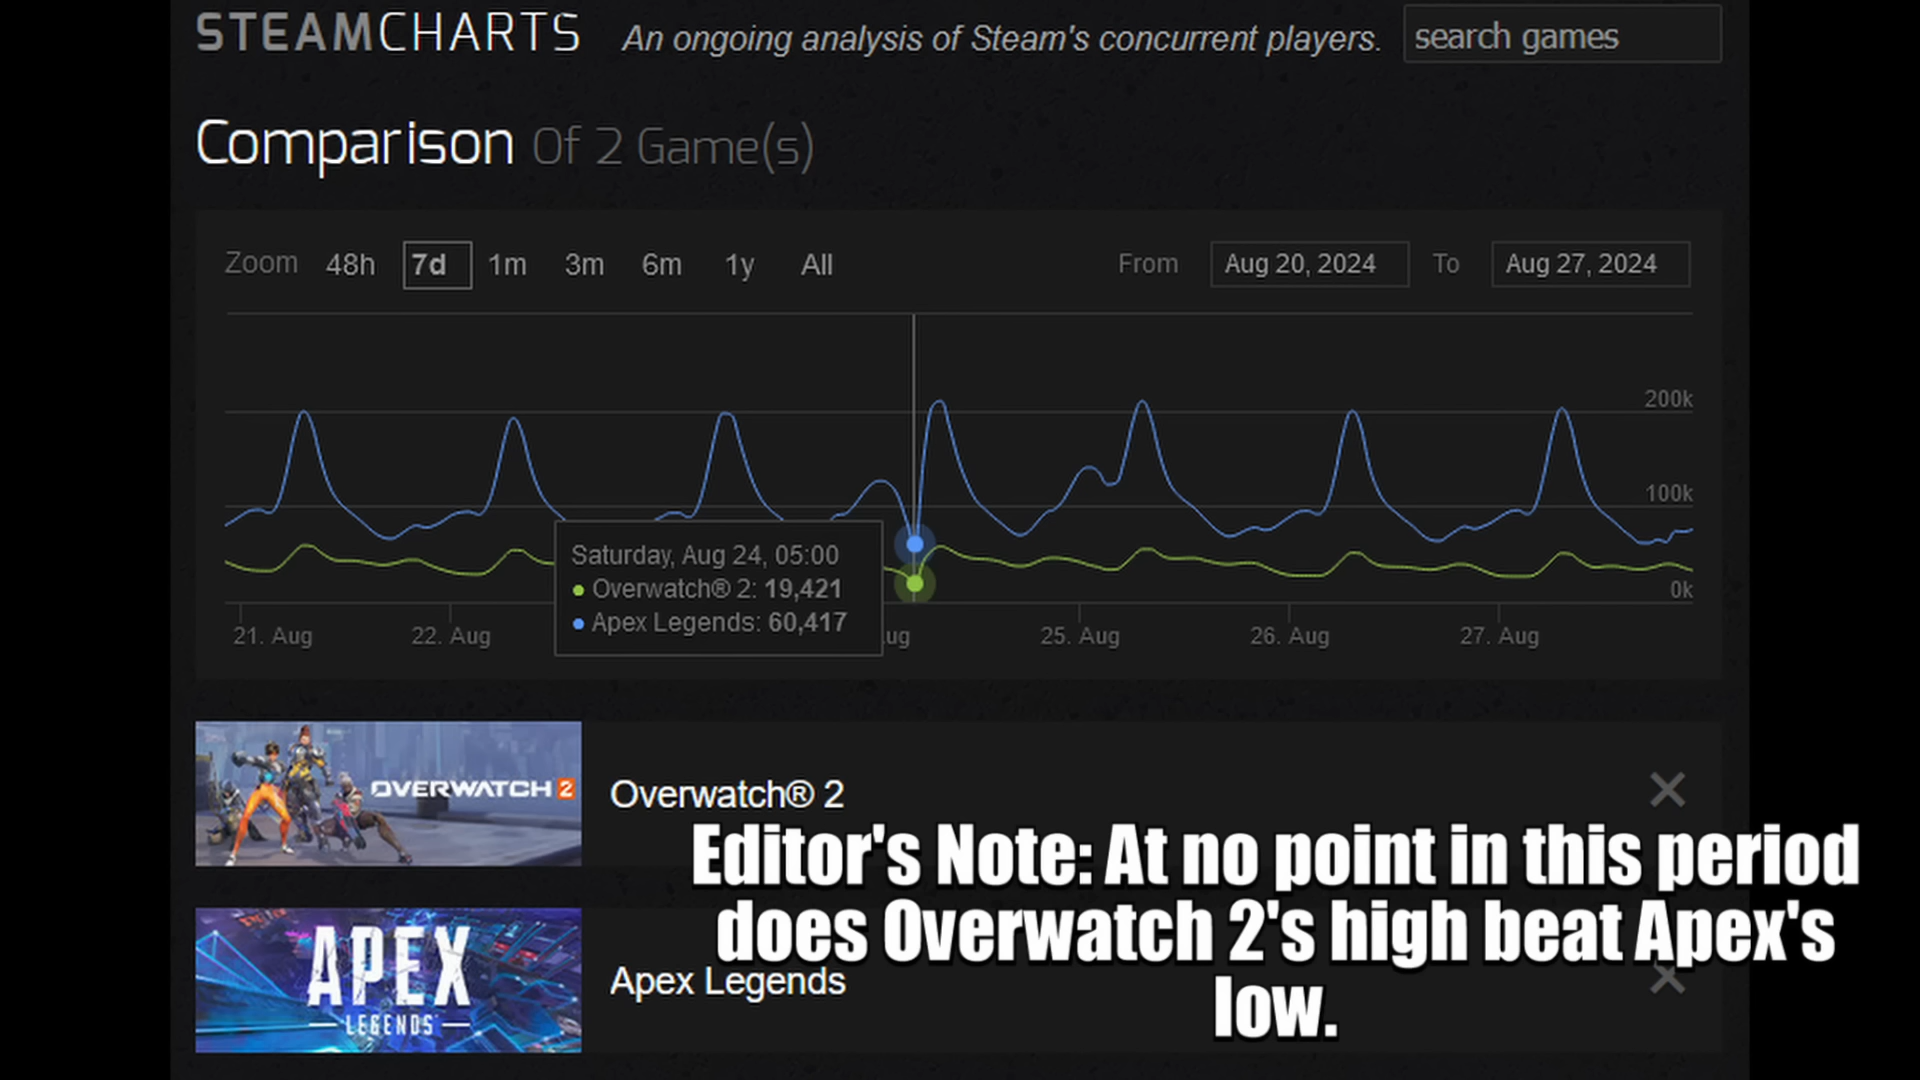 STEAMCHARTS An ongoing analysis of Steam's concurrent players. search games
Comparison Of 2 Game(s)
Zoom 48h 7d 1m 3m 6m 1y All From Aug 20, 2024 To Aug 27, 2024
200k
100k
0k
Saturday, Aug 24, 05:00
Overwatch® 2: 19,421
Apex Legends: 60,417
21. Aug 22. Aug ug 25. Aug 26. Aug 27. Aug
OVERWATCH 2
Overwatch® 2
Editor's Note: At no point in this period
does Overwatch 2's high beat Apex's
low.
APEX
LEGENDS
Apex Legends